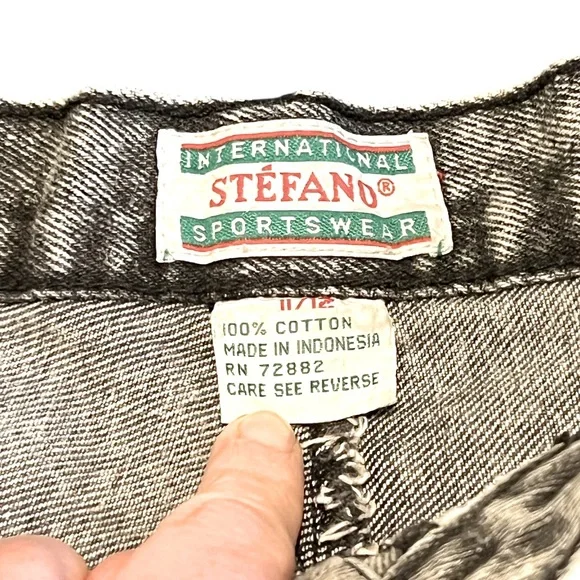 INTERNATIONAL
STÉFANO®
SPORTSWEAR
11/12
100% COTTON
MADE IN INDONESIA
RN 72882
CARE SEE REVERSE